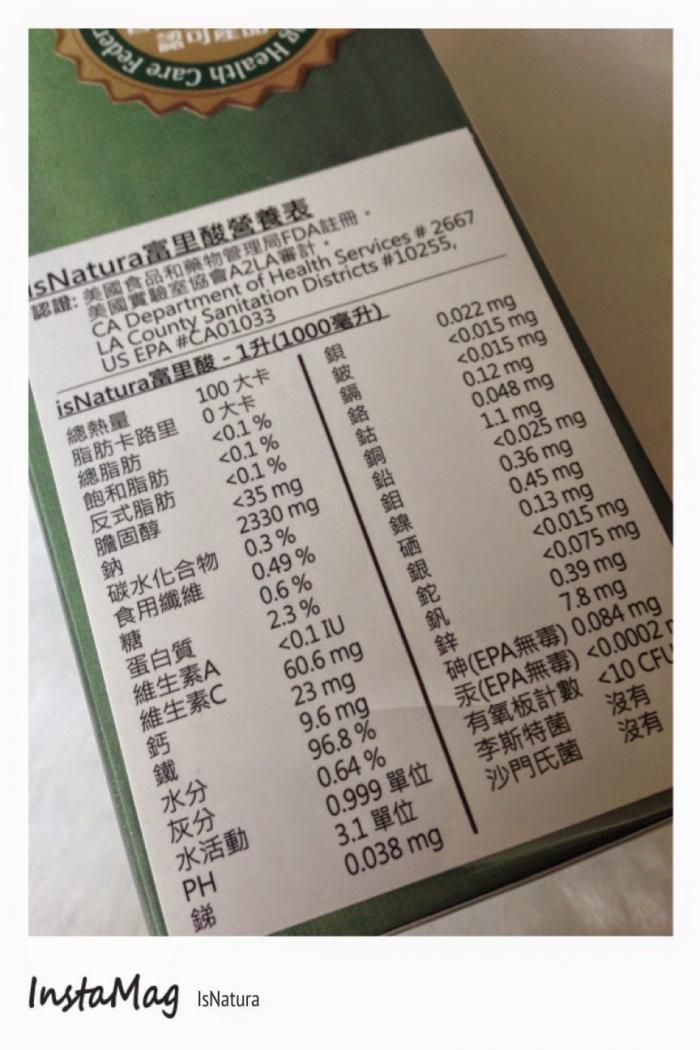 認可產品
Health Care
isNatura富里酸營養表
認證: 美國食品和藥物管理局FDA註冊。
美國實驗室協會A2LA審計。
CA Department of Health Services # 2667
LA County Sanitation Districts #10255,
US EPA #CA01033
isNatura富里酸 - 1升(1000毫升)
總熱量 100 大卡
脂肪卡路里 0 大卡
總脂肪 <0.1 %
飽和脂肪 <0.1 %
反式脂肪 <0.1 %
膽固醇 <35 mg
鈉 2330 mg
碳水化合物 0.3 %
食用纖維 0.49 %
糖 0.6 %
蛋白質 2.3 %
維生素A <0.1 IU
維生素C 60.6 mg
鈣 23 mg
鐵 9.6 mg
水分 96.8 %
灰分 0.64 %
水活動 0.999 單位
PH 3.1 單位
銻 0.038 mg
鋇 0.022 mg
鈹 <0.015 mg
鎘 <0.015 mg
鉻 0.12 mg
鈷 0.048 mg
銅 1.1 mg
鉛 <0.025 mg
鉬 0.36 mg
鎳 0.45 mg
硒 0.13 mg
銀 <0.015 mg
鉈 <0.075 mg
釩 0.39 mg
鋅 7.8 mg
砷(EPA無毒) 0.084 mg
汞(EPA無毒) <0.0002
有氧板計數 <10 CFU
李斯特菌 沒有
沙門氏菌 沒有
InstaMag IsNatura